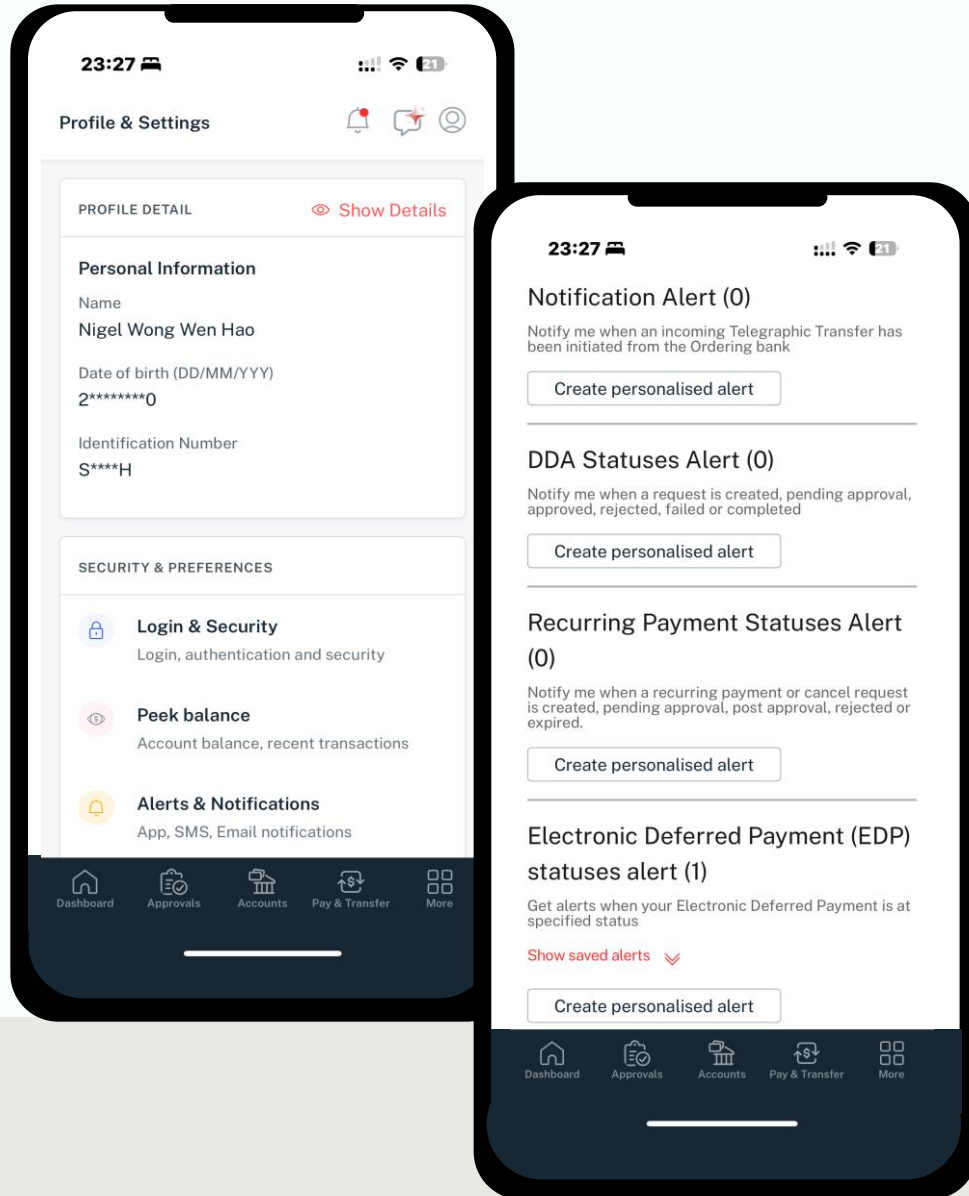 23:27
21
Profile & Settings
PROFILE DETAIL
Show Details
Personal Information
Name
Nigel Wong Wen Hao
Date of birth (DD/MM/YYY)
2********0
Identification Number
S****H
SECURITY & PREFERENCES
Login & Security
Login, authentication and security
Peek balance
Account balance, recent transactions
Alerts & Notifications
App, SMS, Email notifications
Dashboard
Approvals
Accounts
Pay & Transfer
More
23:27
21
Notification Alert (0)
Notify me when an incoming Telegraphic Transfer has
been initiated from the Ordering bank
Create personalised alert
DDA Statuses Alert (0)
Notify me when a request is created, pending approval,
approved, rejected, failed or completed
Create personalised alert
Recurring Payment Statuses Alert
(0)
Notify me when a recurring payment or cancel request
is created, pending approval, post approval, rejected or
expired.
Create personalised alert
Electronic Deferred Payment (EDP)
statuses alert (1)
Get alerts when your Electronic Deferred Payment is at
specified status
Show saved alerts
Create personalised alert
Dashboard
Approvals
Accounts
Pay & Transfer
More